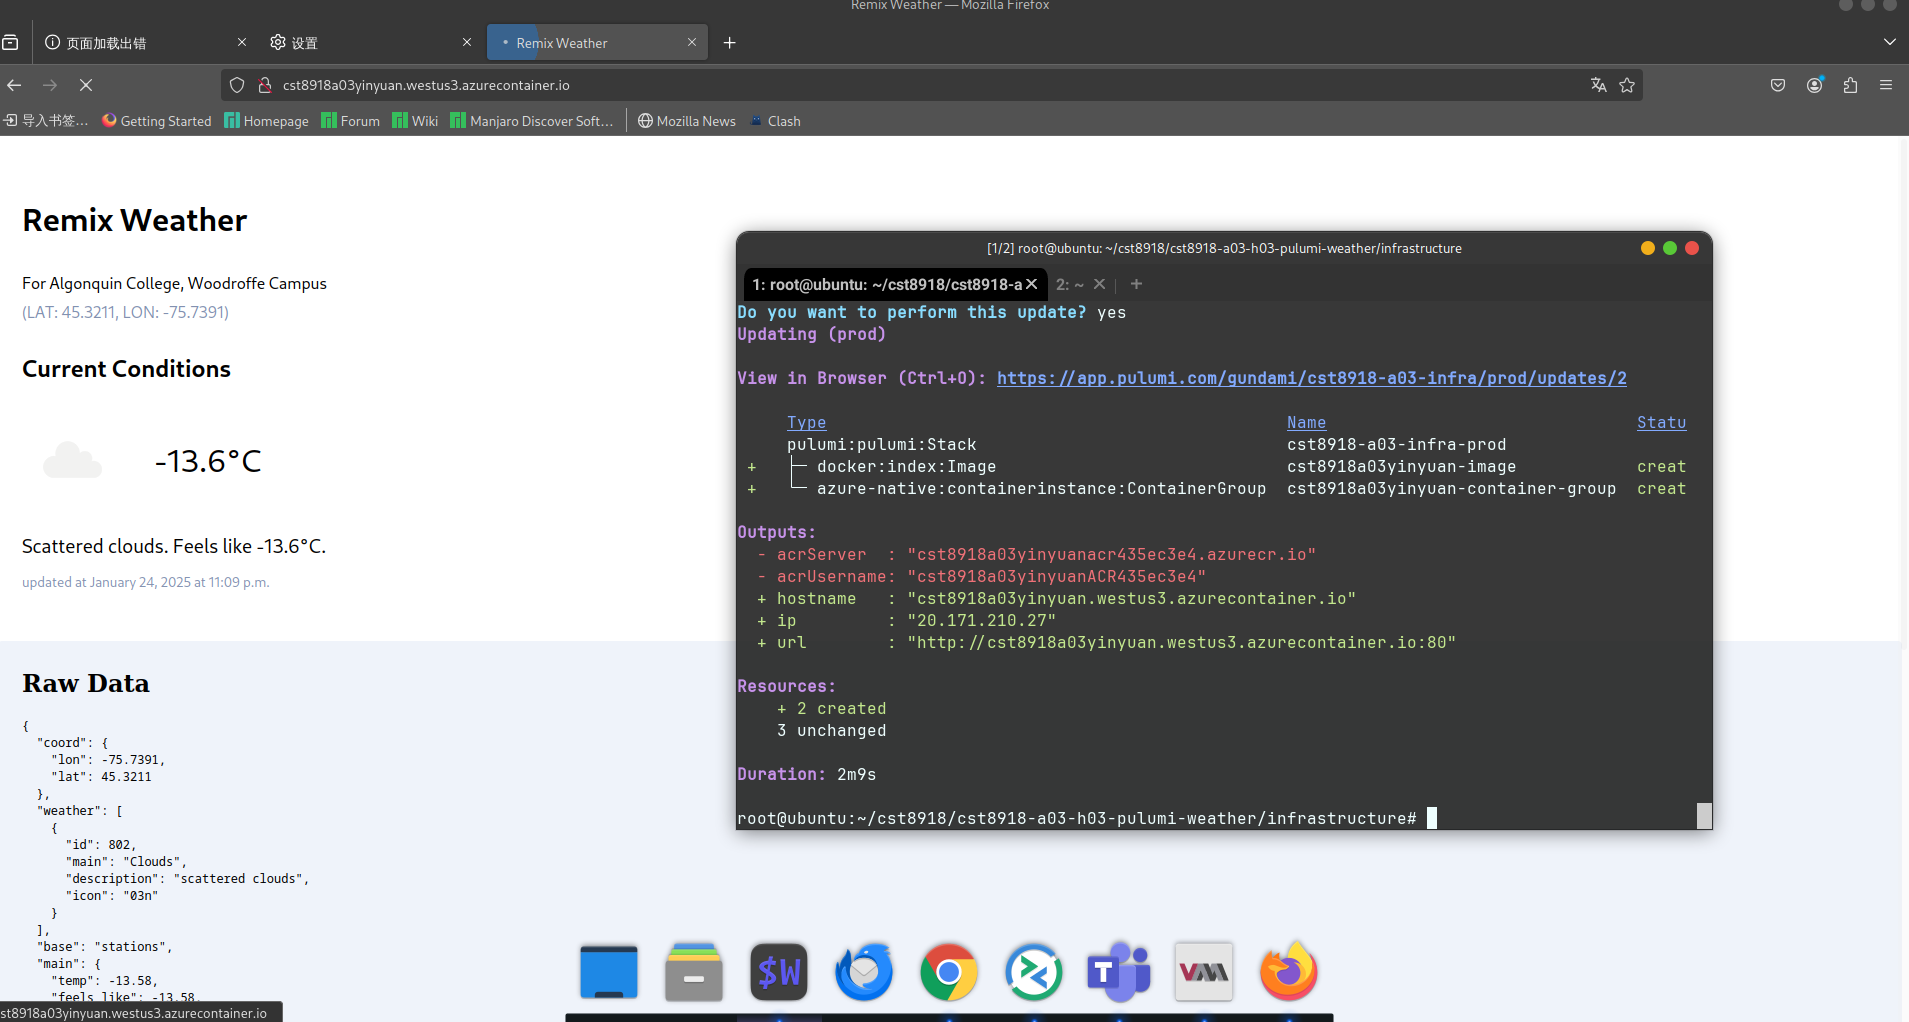 Remix Weather — Mozilla Firefox
页面加载出错
设置
Remix Weather
cst8918a03yinyuan.westus3.azurecontainer.io
导入书签…
Getting Started
Homepage
Forum
Wiki
Manjaro Discover Soft…
Mozilla News
Clash
Remix Weather
For Algonquin College, Woodroffe Campus
(LAT: 45.3211, LON: -75.7391)
Current Conditions
-13.6°C
Scattered clouds. Feels like -13.6°C.
updated at January 24, 2025 at 11:09 p.m.
Raw Data
{
"coord": {
"lon": -75.7391,
"lat": 45.3211
},
"weather": [
{
"id": 802,
"main": "Clouds",
"description": "scattered clouds",
"icon": "03n"
}
],
"base": "stations",
"main": {
"temp": -13.58,
"feels_like": -13.58,
st8918a03yinyuan.westus3.azurecontainer.io
[1/2] root@ubuntu: ~/cst8918/cst8918-a03-h03-pulumi-weather/infrastructure
1: root@ubuntu: ~/cst8918/cst8918-a
2: ~
Do you want to perform this update? yes
Updating (prod)
View in Browser (Ctrl+O): https://app.pulumi.com/gundami/cst8918-a03-infra/prod/updates/2
Type Name Statu
pulumi:pulumi:Stack cst8918-a03-infra-prod
+ ├─ docker:index:Image cst8918a03yinyuan-image creat
+ └─ azure-native:containerinstance:ContainerGroup cst8918a03yinyuan-container-group creat
Outputs:
- acrServer : "cst8918a03yinyuanacr435ec3e4.azurecr.io"
- acrUsername: "cst8918a03yinyuanACR435ec3e4"
+ hostname : "cst8918a03yinyuan.westus3.azurecontainer.io"
+ ip : "20.171.210.27"
+ url : "http://cst8918a03yinyuan.westus3.azurecontainer.io:80"
Resources:
+ 2 created
3 unchanged
Duration: 2m9s
root@ubuntu:~/cst8918/cst8918-a03-h03-pulumi-weather/infrastructure#
$W
T
VM